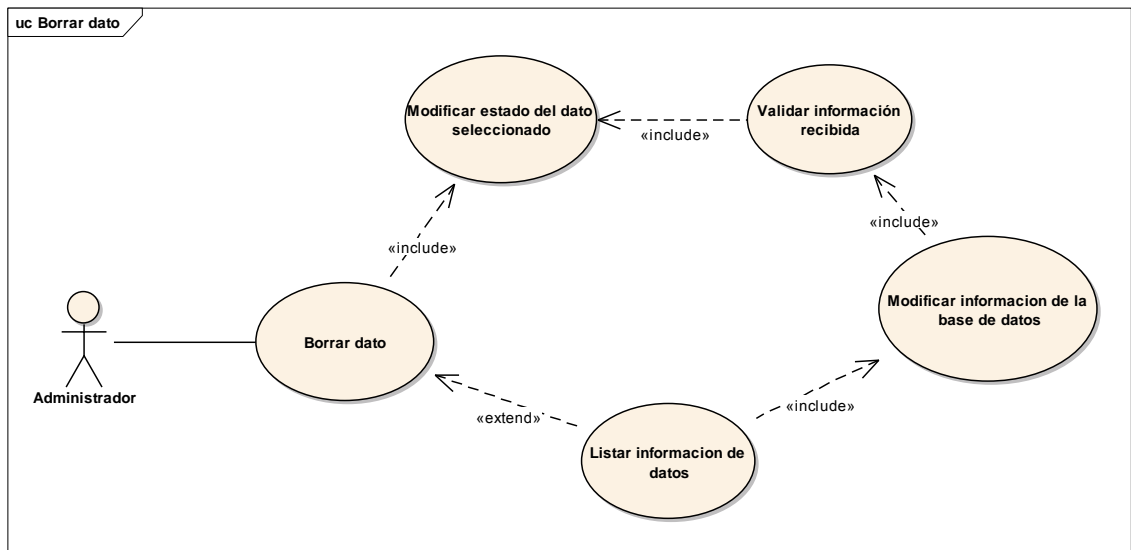 uc Borrar dato
Modificar estado del dato
seleccionado
Validar información
recibida
«include»
«include»
«include»
Modificar informacion de la
base de datos
Borrar dato
Administrador
«extend»
«include»
Listar informacion de
datos